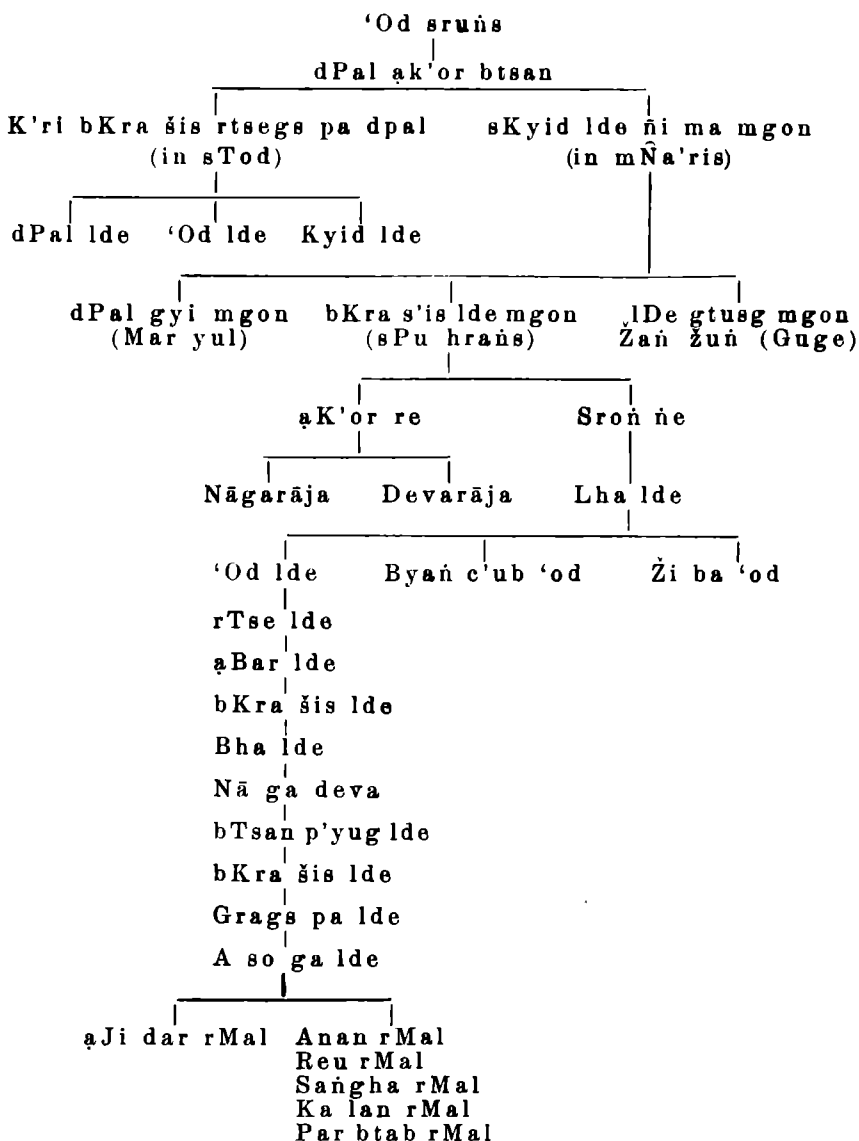 ‘Od sruṅs
dPal ạk'or btsan
K'ri bKra šis rtsegs pa dpal sKyid lde ñi ma mgon
(in sTod) (in mN̂a'ris)
dPal lde ‘Od lde Kyid lde
dPal gyi mgon bKra s'is lde mgon lDe gtusg mgon
(Mar yul) (sPu hraṅs) Žaṅ žuṅ (Guge)
ạK'or re Sroṅ ṅe
Nāgarāja Devarāja Lha lde
‘Od lde Byaṅ c'ub ‘od Ži ba ‘od
rTse lde
ạBar lde
bKra šis lde
Bha lde
Nā ga deva
bTsan p'yug lde
bKra šis lde
Grags pa lde
A so ga lde
ạJi dar rMal Anan rMal
Reu rMal
Saṅgha rMal
Ka lan rMal
Par btab rMal